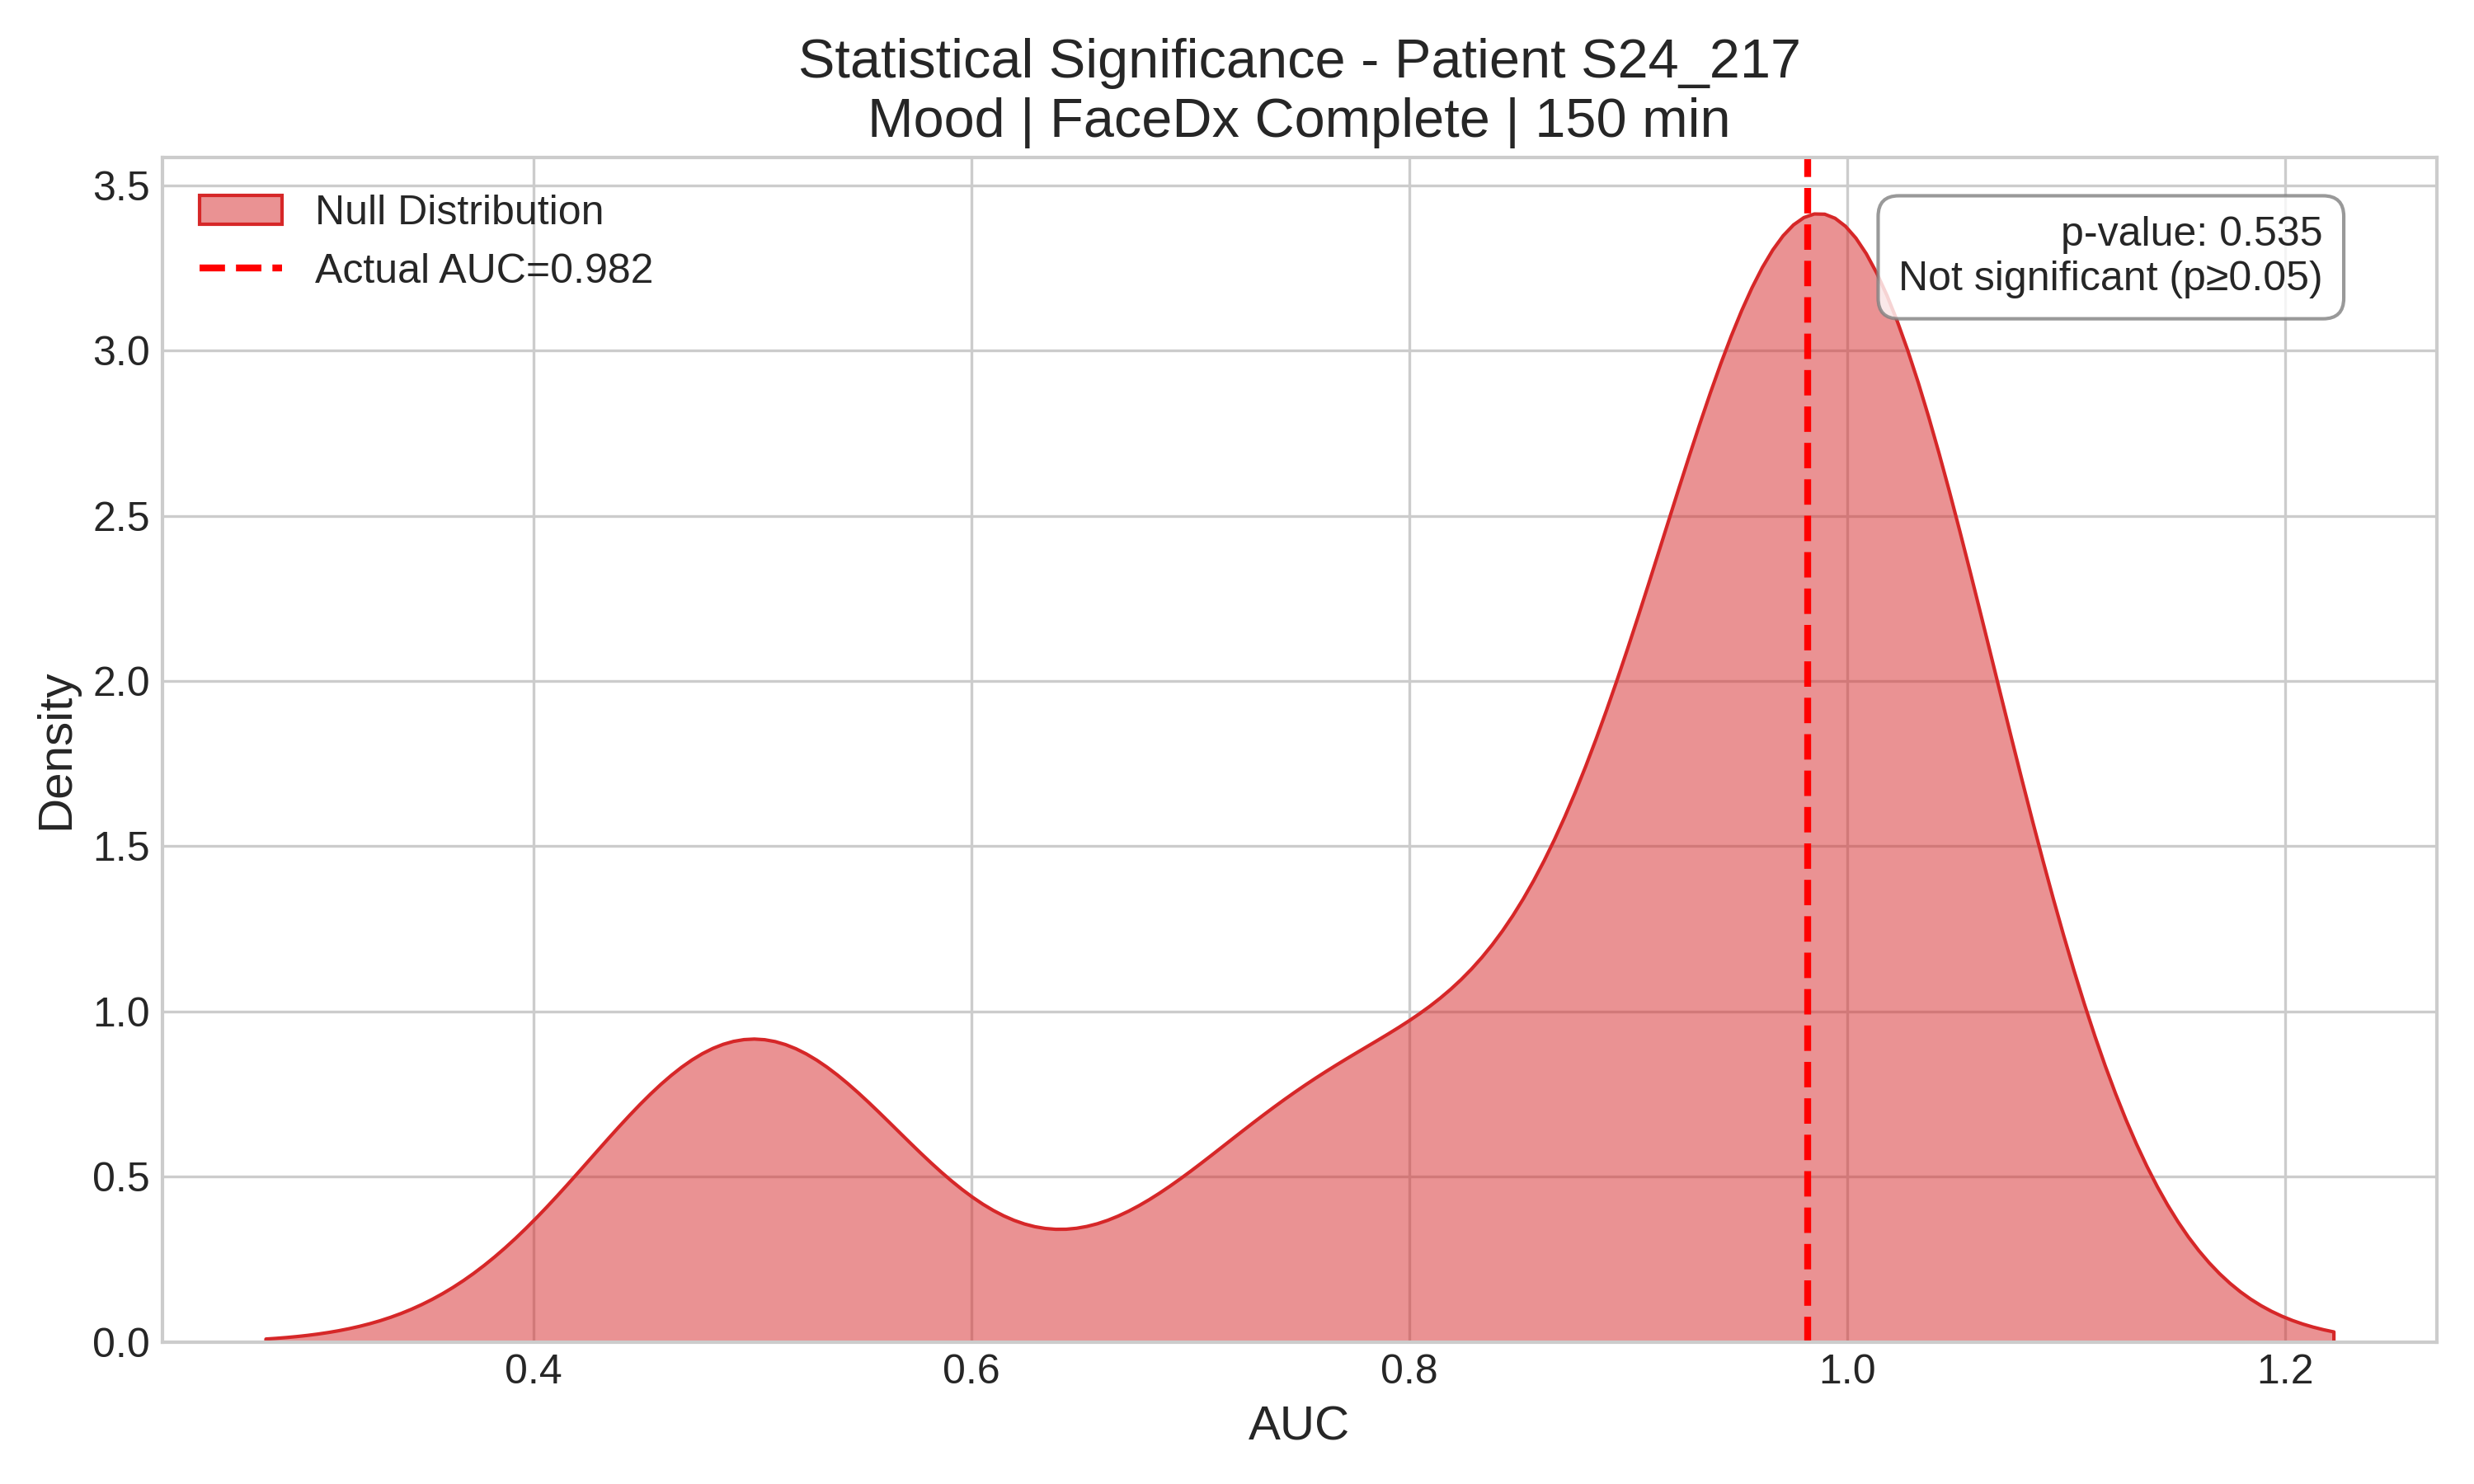 Statistical Significance - Patient S24_217
Mood | FaceDx Complete | 150 min
Null Distribution
Actual AUC=0.982
p-value: 0.535
Not significant (p≥0.05)
Density
3.5
3.0
2.5
2.0
1.5
1.0
0.5
0.0
0.4
0.6
0.8
1.0
1.2
AUC